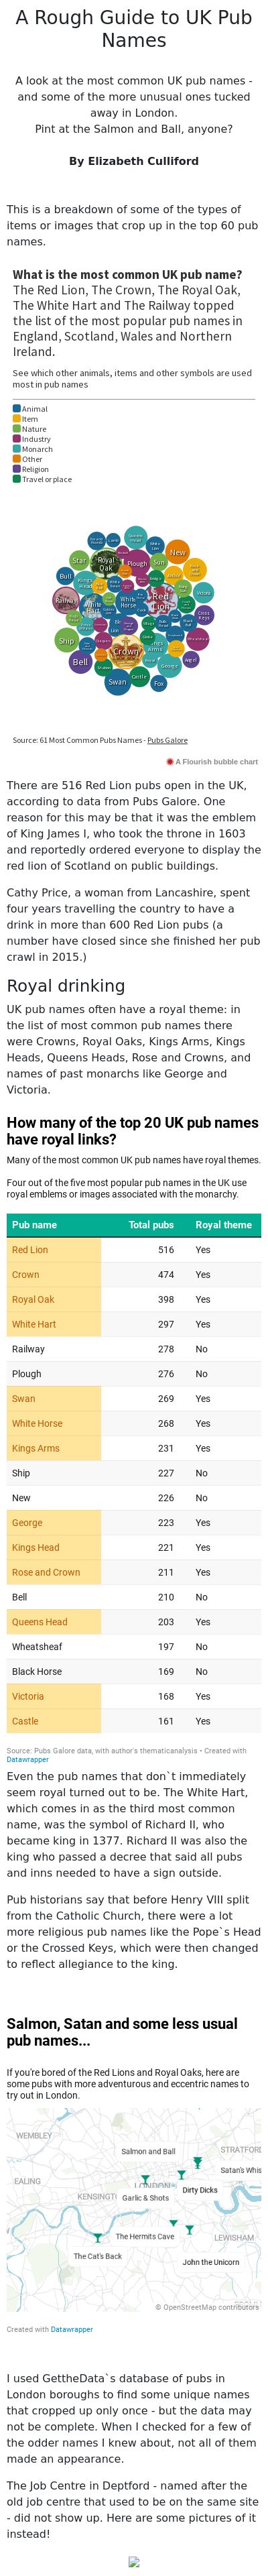 A Rough Guide to UK Pub
Names
A look at the most common UK pub names -
and some of the more unusual ones tucked
away in London.
Pint at the Salmon and Ball, anyone?
By Elizabeth Culliford
This is a breakdown of some of the types of
items or images that crop up in the top 60 pub
names.
What is the most common UK pub name?
The Red Lion, The Crown, The Royal Oak,
The White Hart and The Railway topped
the list of the most popular pub names in
England, Scotland, Wales and Northern
Ireland.
See which other animals, items and other symbols are used
most in pub names
Animal
Item
Nature
Industry
Monarch
Other
Religion
Travel or place
New
Star
Royal
Oak
Plough
Sun
Bull
Kings
Railway
White
Horse
Red
Lion
Victoria
Cross
Keys
Ship
Bell
Crown
Arms
George
Angel
Swan
Castle
Fox
Source: 61 Most Common Pubs Names - Pubs Galore
A Flourish bubble chart
There are 516 Red Lion pubs open in the UK,
according to data from Pubs Galore. One
reason for this may be that it was the emblem
of King James I, who took the throne in 1603
and reportedly ordered everyone to display the
red lion of Scotland on public buildings.
Cathy Price, a woman from Lancashire, spent
four years travelling the country to have a
drink in more than 600 Red Lion pubs (a
number have closed since she finished her pub
crawl in 2015.)
Royal drinking
UK pub names often have a royal theme: in
the list of most common pub names there
were Crowns, Royal Oaks, Kings Arms, Kings
Heads, Queens Heads, Rose and Crowns, and
names of past monarchs like George and
Victoria.
How many of the top 20 UK pub names
have royal links?
Many of the most common UK pub names have royal themes.
Four out of the five most popular pub names in the UK use
royal emblems or images associated with the monarchy.
Pub name Total pubs Royal theme
Red Lion 516 Yes
Crown 474 Yes
Royal Oak 398 Yes
White Hart 297 Yes
Railway 278 No
Plough 276 No
Swan 269 Yes
White Horse 268 Yes
Kings Arms 231 Yes
Ship 227 No
New 226 No
George 223 Yes
Kings Head 221 Yes
Rose and Crown 211 Yes
Bell 210 No
Queens Head 203 Yes
Wheatsheaf 197 No
Black Horse 169 No
Victoria 168 Yes
Castle 161 Yes
Source: Pubs Galore data, with author's thematicanalysis • Created with
Datawrapper
Even the pub names that don`t immediately
seem royal turned out to be. The White Hart,
which comes in as the third most common
name, was the symbol of Richard II, who
became king in 1377. Richard II was also the
king who passed a decree that said all pubs
and inns needed to have a sign outside.
Pub historians say that before Henry VIII split
from the Catholic Church, there were a lot
more religious pub names like the Pope`s Head
or the Crossed Keys, which were then changed
to reflect allegiance to the king.
Salmon, Satan and some less usual
pub names...
If you're bored of the Red Lions and Royal Oaks, here are
some pubs with more adventurous and eccentric names to
try out in London.
WEMBLEY
Salmon and Ball
STRATFORD
EALING
Satan's Whis
KENSINGT
LONDON
Dirty Dicks
Garlic & Shots
The Hermits Cave
LEWISHAM
The Cat's Back
John the Unicorn
© OpenStreetMap contributors
Created with Datawrapper
I used GettheData`s database of pubs in
London boroughs to find some unique names
that cropped up only once - but the data may
not be complete. When I checked for a few of
the odder names I knew about, not all of them
made an appearance.
The Job Centre in Deptford - named after the
old job centre that used to be on the same site
- did not show up. Here are some pictures of it
instead!